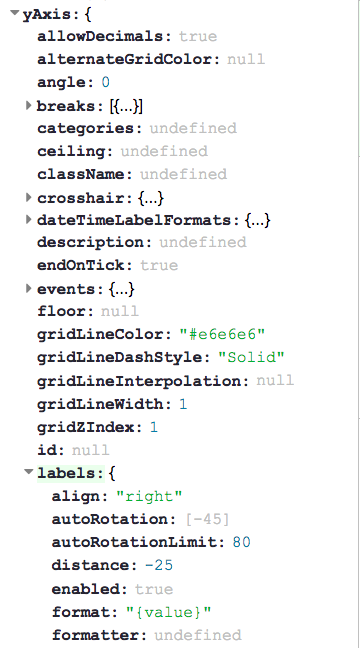 yAxis: {
allowDecimals: true
alternateGridColor: null
angle: 0
breaks: [{...}]
categories: undefined
ceiling: undefined
className: undefined
crosshair: {...}
dateTimeLabelFormats: {...}
description: undefined
endOnTick: true
events: {...}
floor: null
gridLineColor: "#e6e6e6"
gridLineDashStyle: "Solid"
gridLineInterpolation: null
gridLineWidth: 1
gridZIndex: 1
id: null
labels: {
align: "right"
autoRotation: [-45]
autoRotationLimit: 80
distance: -25
enabled: true
format: "{value}"
formatter: undefined